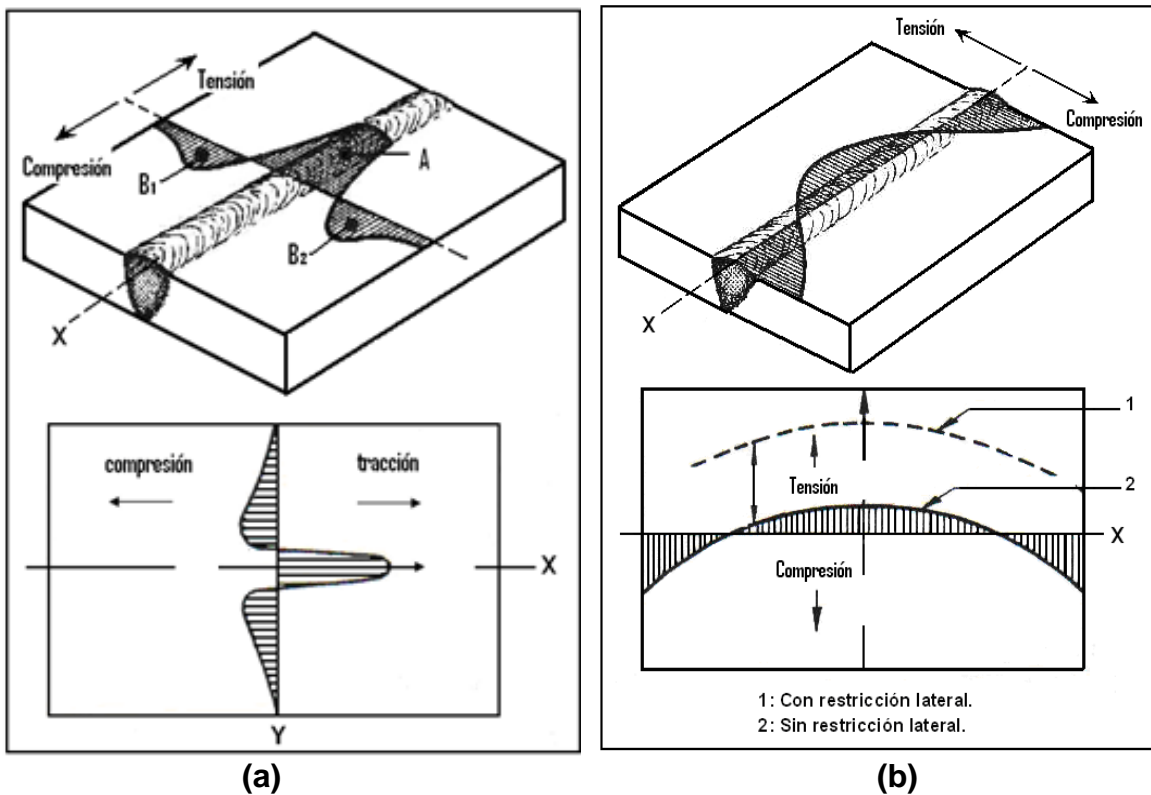 Tensión
Compresión
B1
A
B2
X
compresión
tracción
X
Y
(a)
Tensión
Compresión
X
1
Tensión
2
X
Compresión
1: Con restricción lateral.
2: Sin restricción lateral.
(b)